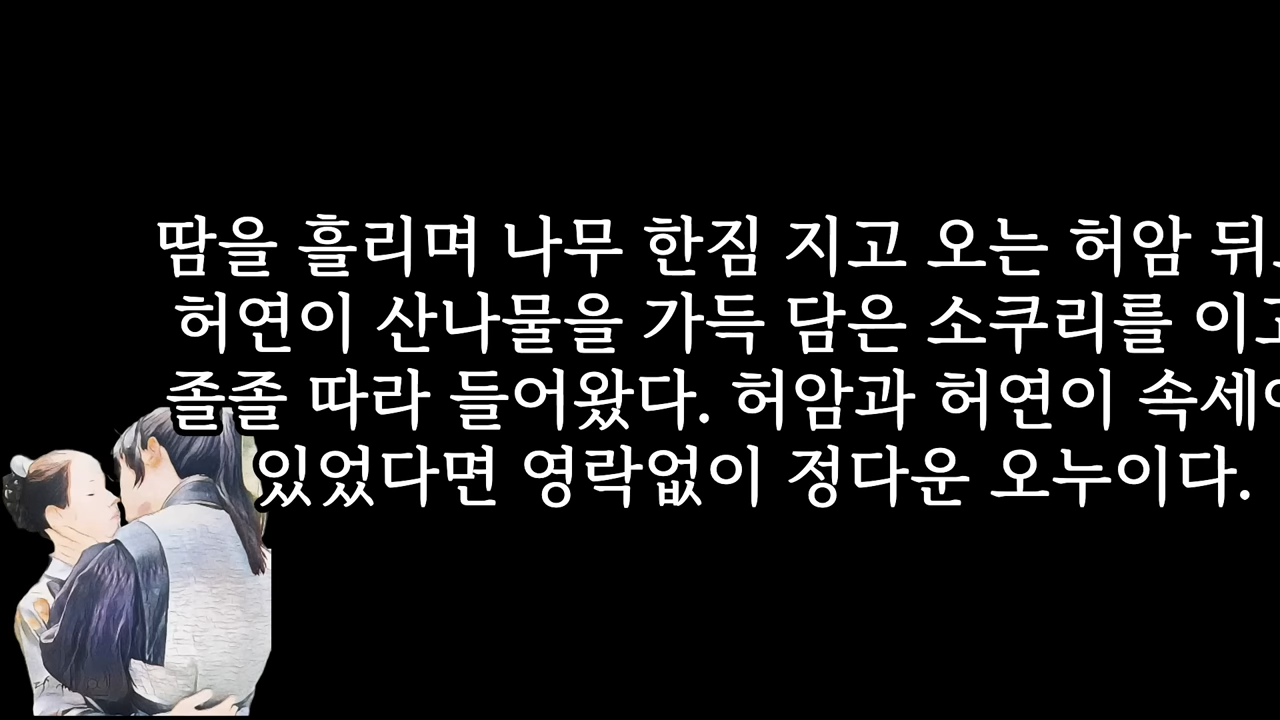 땀을 흘리며 나무 한짐 지고 오는 허암
허연이 산나물을 가득 담은 소쿠리를
졸졸 따라 들어왔다. 허암과 허연이
있었다면 영락없이 정다운 오누이다.